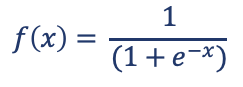 f(x) = 1 / (1 + e^{-x})